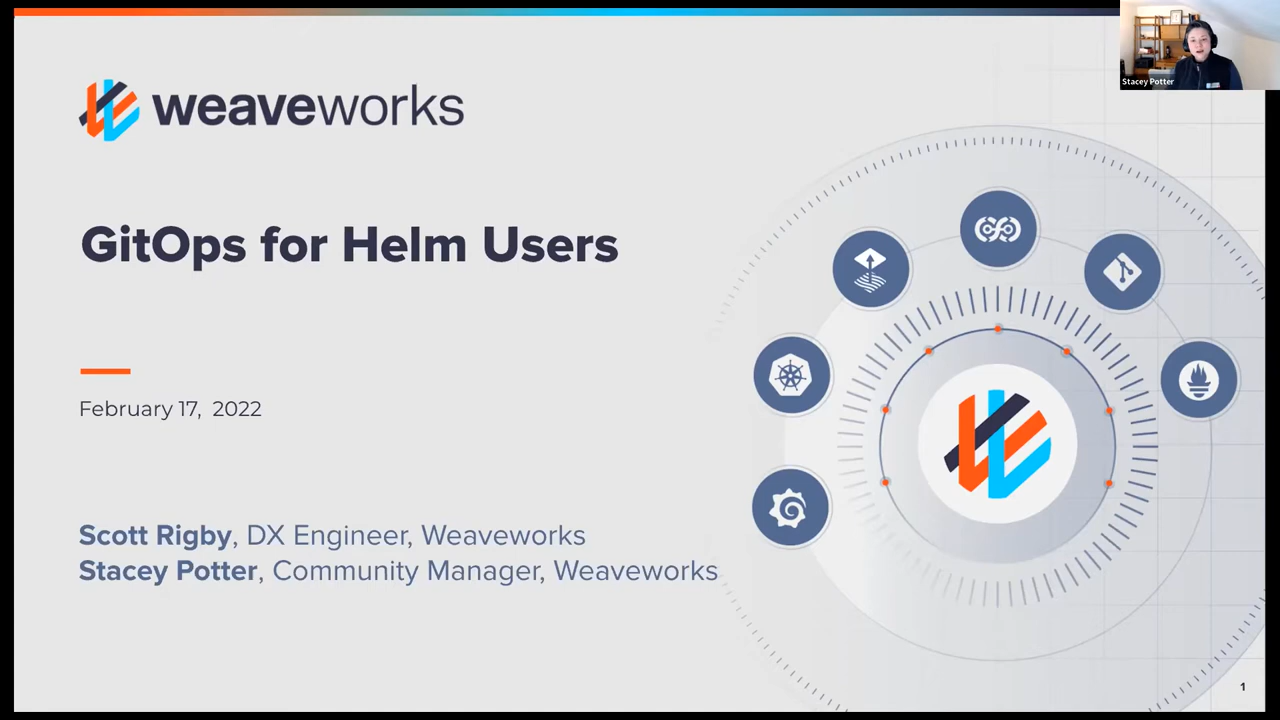 Stacey Potter
weaveworks
GitOps for Helm Users
February 17, 2022
Scott Rigby, DX Engineer, Weaveworks
Stacey Potter, Community Manager, Weaveworks
1